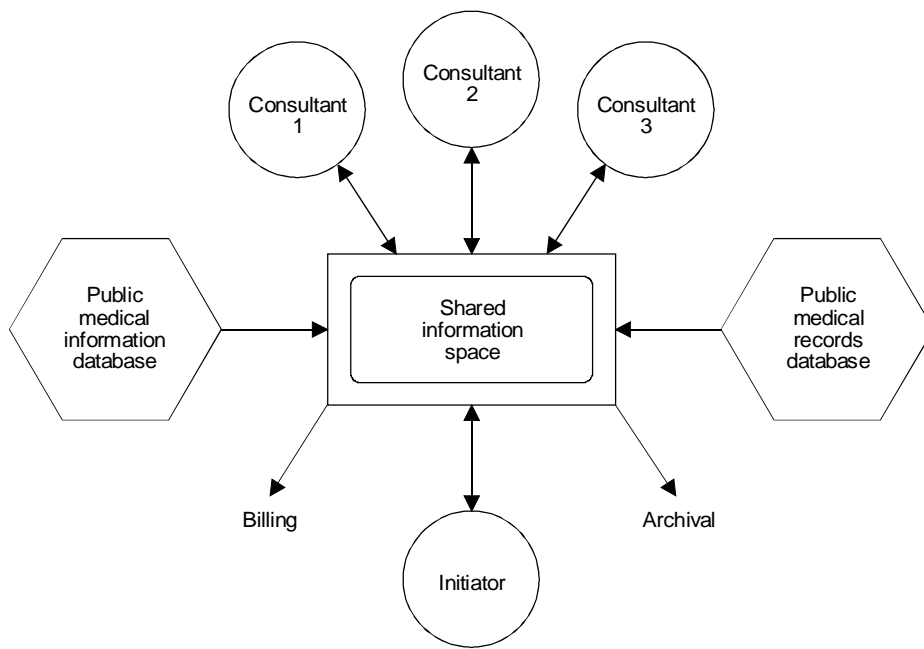 Consultant
1
Consultant
2
Consultant
3
Public
medical
information
database
Shared
information
space
Public
medical
records
database
Billing
Archival
Initiator